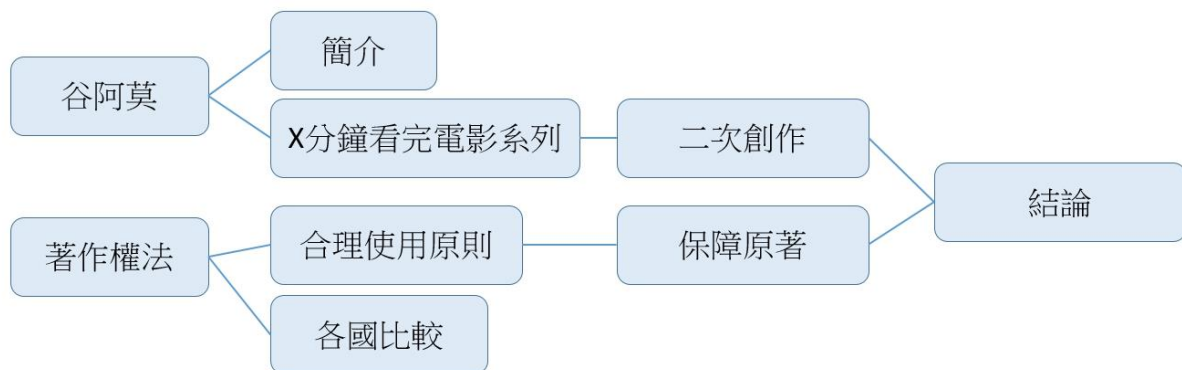 簡介
谷阿莫
X分鐘看完電影系列
二次創作
結論
著作權法
合理使用原則
保障原著
各國比較